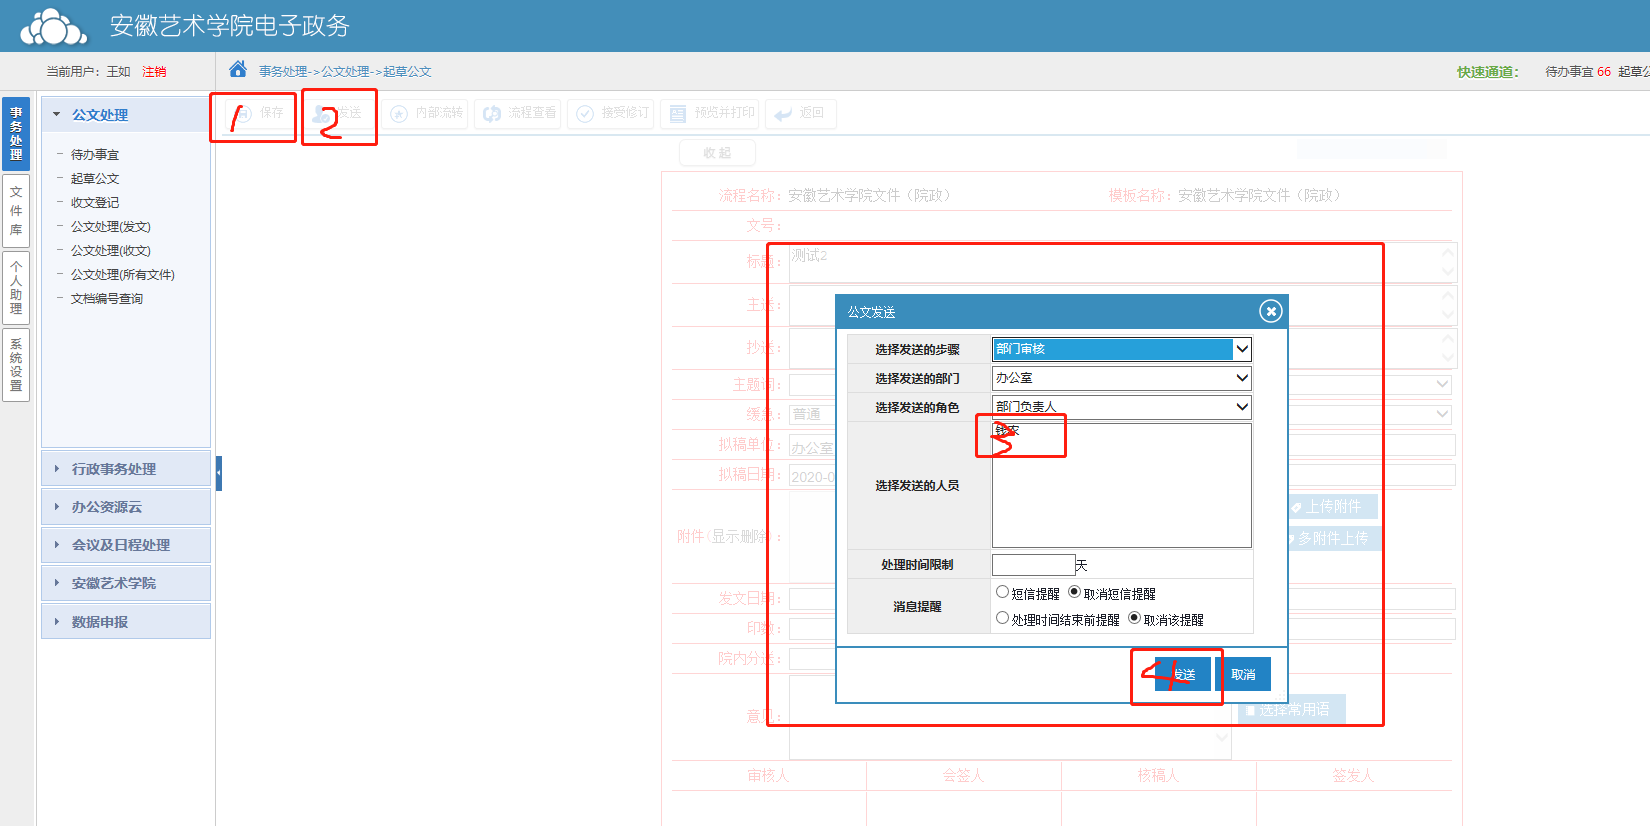 安徽艺术学院电子政务
当前用户：王如 注销
事务处理->公文处理->起草公文
快速通道： 待办事宜 66 起草公
事务处理
文件库
个人助理
系统设置
公文处理
待办事宜
起草公文
收文登记
公文处理(发文)
公文处理(收文)
公文处理(所有文件)
文档编号查询
行政事务处理
办公资源云
会议及日程处理
安徽艺术学院
数据申报
1 保存 2 发送 内部流转 流程查看 接受修订 预览并打印 返回
收起
流程名称： 安徽艺术学院文件（院政） 模板名称： 安徽艺术学院文件（院政）
文号：
标题： 测试2
主送：
抄送：
主题词：
缓急： 普通
拟稿单位： 办公室
拟稿日期： 2020-0
附件(显示删除)： 上传附件
多附件上传
发文日期：
印数：
院内分送：
意见： 选择常用语
审核人 会签人 核稿人 签发人
公文发送
选择发送的步骤 部门审核
选择发送的部门 办公室
选择发送的角色 部门负责人
选择发送的人员 3
处理时间限制 天
消息提醒 短信提醒 取消短信提醒
处理时间结束前提醒 取消该提醒
4 发送 取消